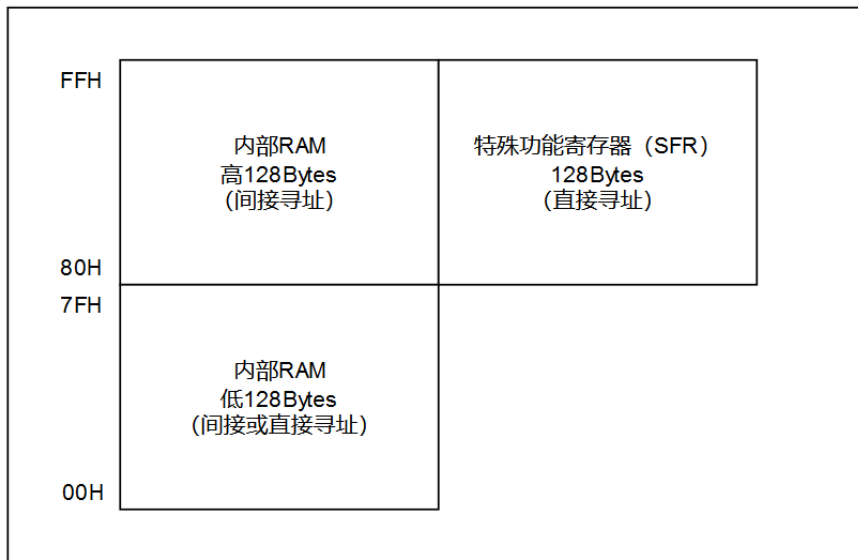 FFH
内部RAM
高128Bytes
（间接寻址）
特殊功能寄存器（SFR）
128Bytes
（直接寻址）
80H
7FH
内部RAM
低128Bytes
（间接或直接寻址）
00H